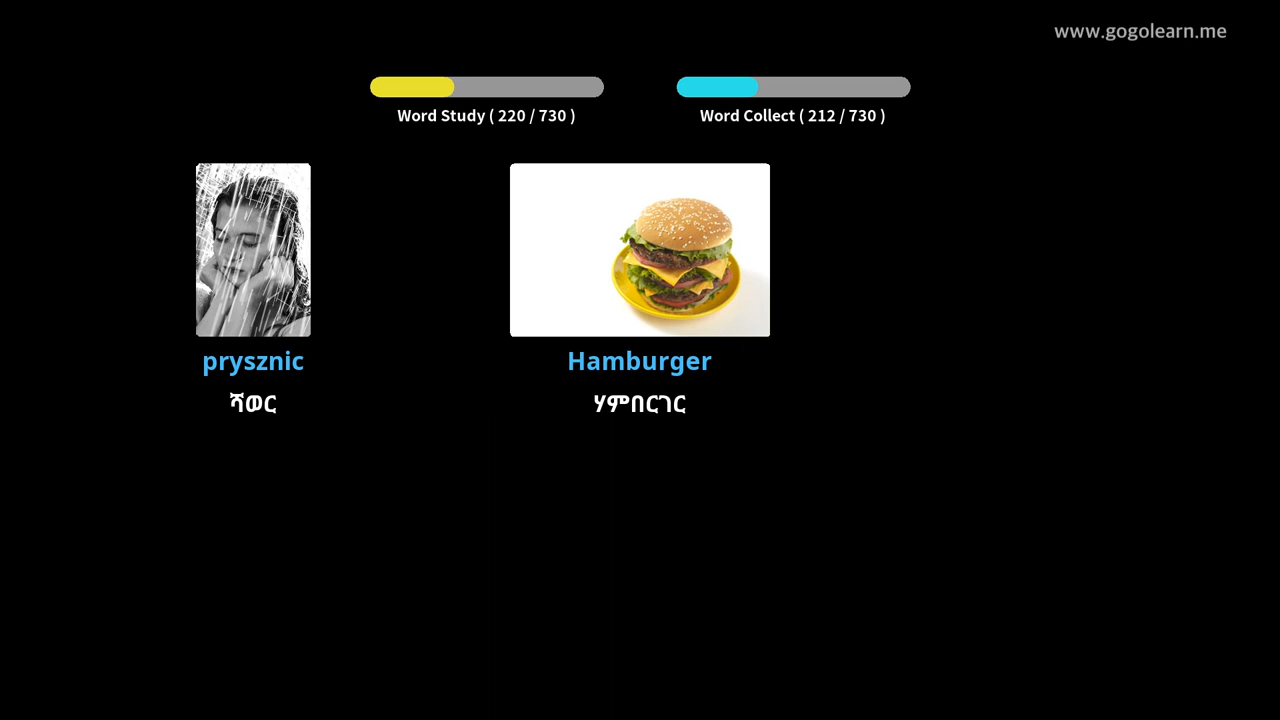 www.gogolearn.me
Word Study ( 220 / 730 )
Word Collect ( 212 / 730 )
prysznic
ሻወር
Hamburger
ሃምበርገር